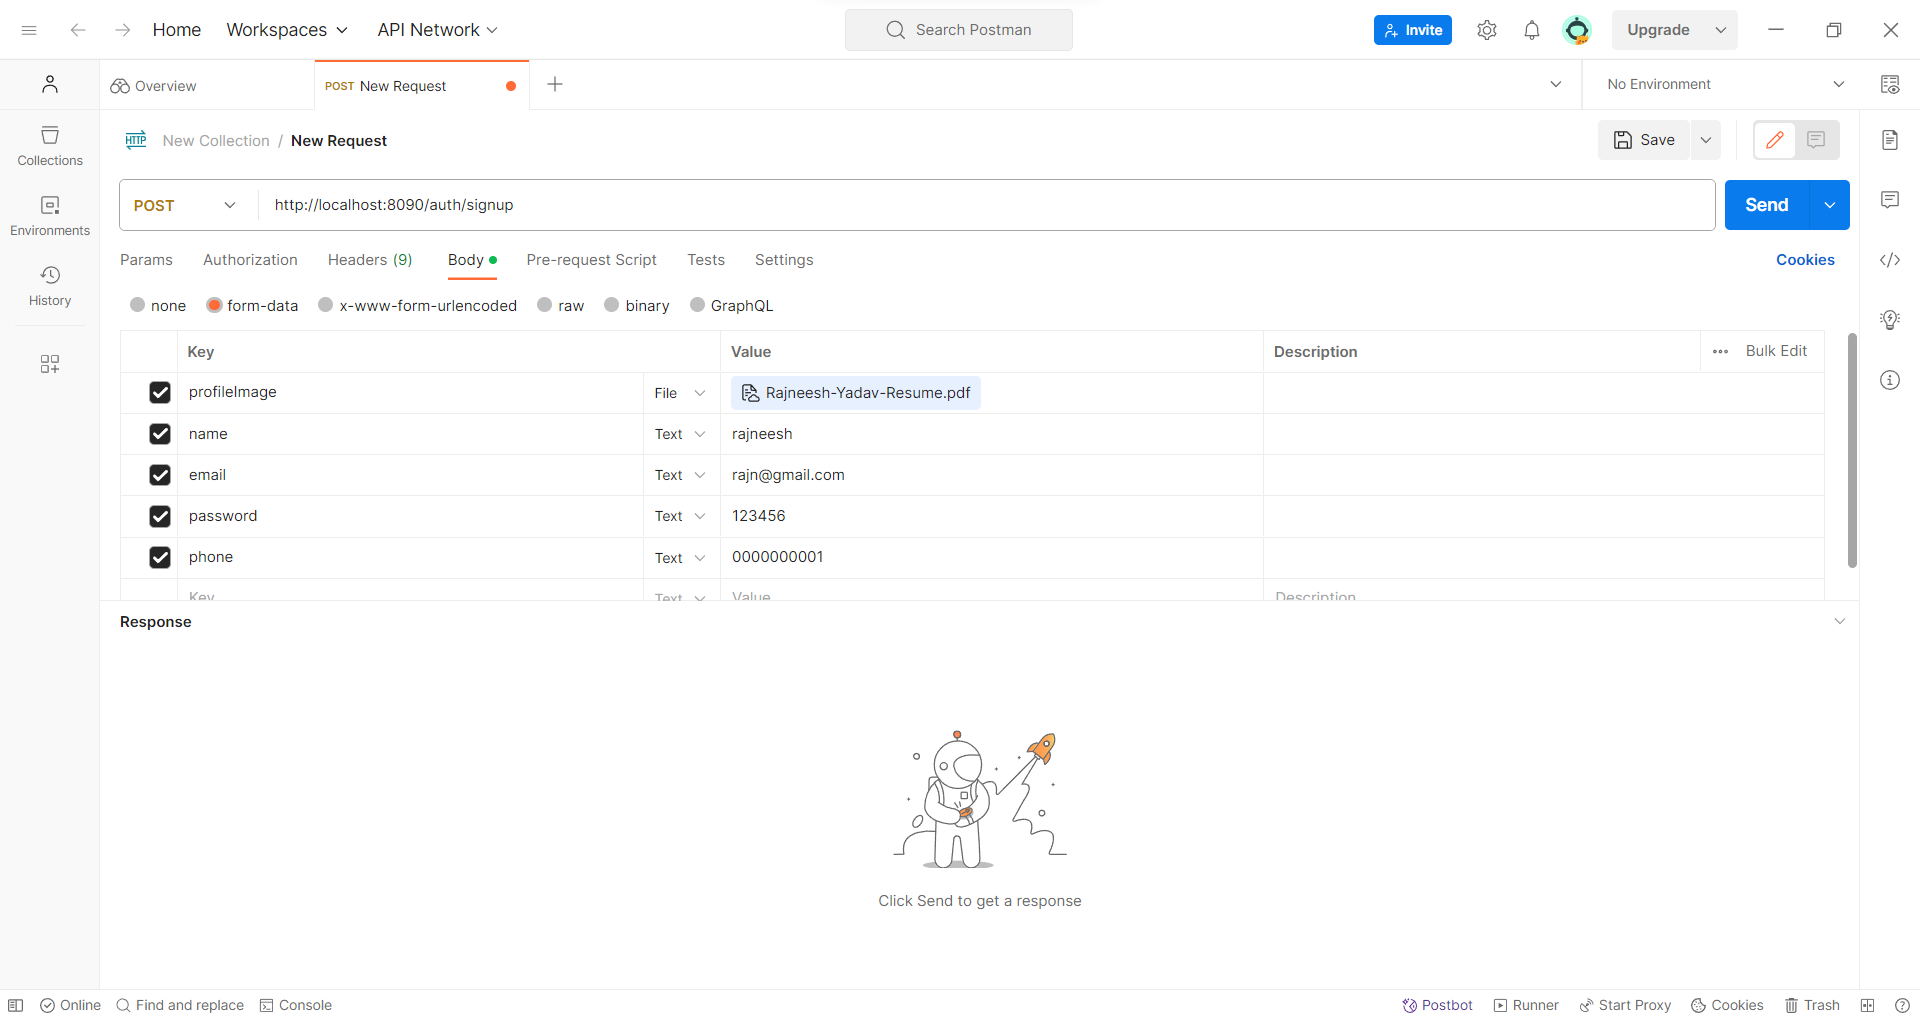 Home Workspaces API Network Search Postman Invite Upgrade
Overview POST New Request No Environment
HTTP New Collection / New Request Save
Collections
Environments
History
POST http://localhost:8090/auth/signup Send
Params Authorization Headers (9) Body Pre-request Script Tests Settings Cookies
none form-data x-www-form-urlencoded raw binary GraphQL
Key Value Description Bulk Edit
profileImage File Rajneesh-Yadav-Resume.pdf
name Text rajneesh
email Text rajn@gmail.com
password Text 123456
phone Text 0000000001
Key Text Value Description
Response
Click Send to get a response
Online Find and replace Console Postbot Runner Start Proxy Cookies Trash